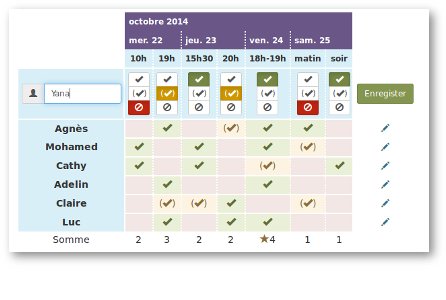 octobre 2014
mer. 22 jeu. 23 ven. 24 sam. 25
10h 19h 15h30 20h 18h-19h matin soir
Yana Enregistrer
Agnès (✔)
Mohamed (✔)
Cathy (✔)
Adelin
Claire (✔) (✔) (✔)
Luc
Somme 2 3 2 2 ★4 1 1